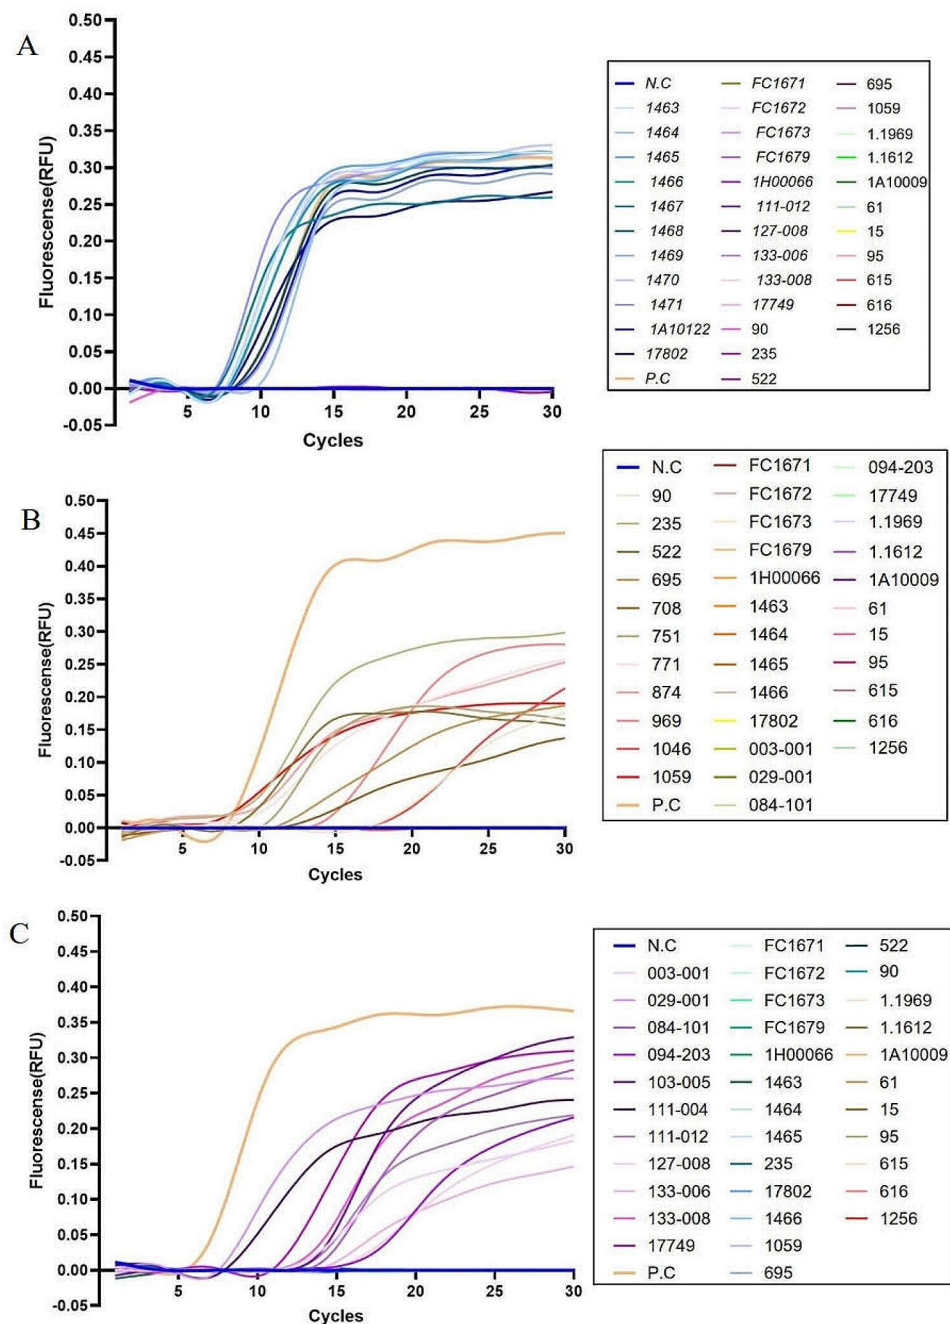 A
0.50
0.45
0.40
0.35
0.30
0.25
0.20
0.15
0.10
0.05
0.00
-0.05
Fluorescense(RFU)
5 10 15 20 25 30
Cycles
N.C FC1671 695
1463 FC1672 1059
1464 FC1673 1.1969
1465 FC1679 1.1612
1466 1H00066 1A10009
1467 111-012 61
1468 127-008 15
1469 133-006 95
1470 133-008 615
1471 17749 616
1A10122 90 1256
17802 235
P.C 522
B
0.50
0.45
0.40
0.35
0.30
0.25
0.20
0.15
0.10
0.05
0.00
-0.05
Fluorescense(RFU)
5 10 15 20 25 30
Cycles
N.C FC1671 094-203
90 FC1672 17749
235 FC1673 1.1969
522 FC1679 1.1612
695 1H00066 1A10009
708 1463 61
751 1464 15
771 1465 95
874 1466 615
969 17802 616
1046 003-001 1256
1059 029-001
P.C 084-101
C
0.50
0.45
0.40
0.35
0.30
0.25
0.20
0.15
0.10
0.05
0.00
-0.05
Fluorescense(RFU)
5 10 15 20 25 30
Cycles
N.C FC1671 522
003-001 FC1672 90
029-001 FC1673 1.1969
084-101 FC1679 1.1612
094-203 1H00066 1A10009
103-005 1463 61
111-004 1464 15
111-012 1465 95
127-008 235 615
133-006 17802 616
133-008 1466 1256
17749 1059
P.C 695